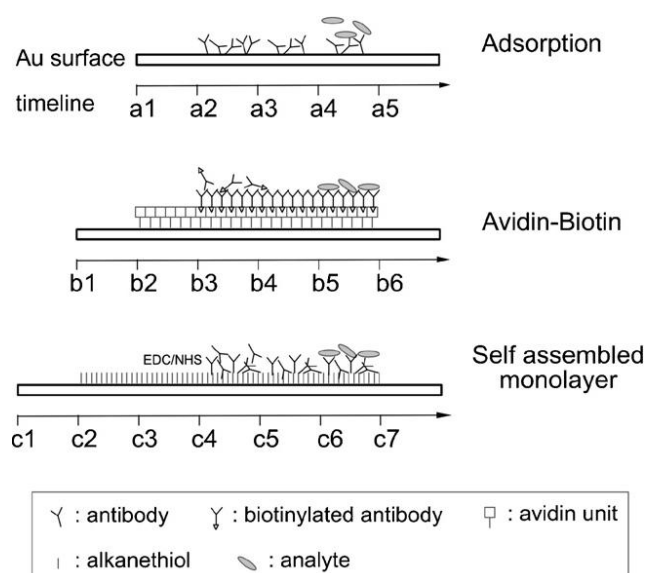 Adsorption
Au surface
timeline
a1 a2 a3 a4 a5
Avidin-Biotin
b1 b2 b3 b4 b5 b6
EDC/NHS
Self assembled
monolayer
c1 c2 c3 c4 c5 c6 c7
: antibody : biotinylated antibody : avidin unit
: alkanethiol : analyte